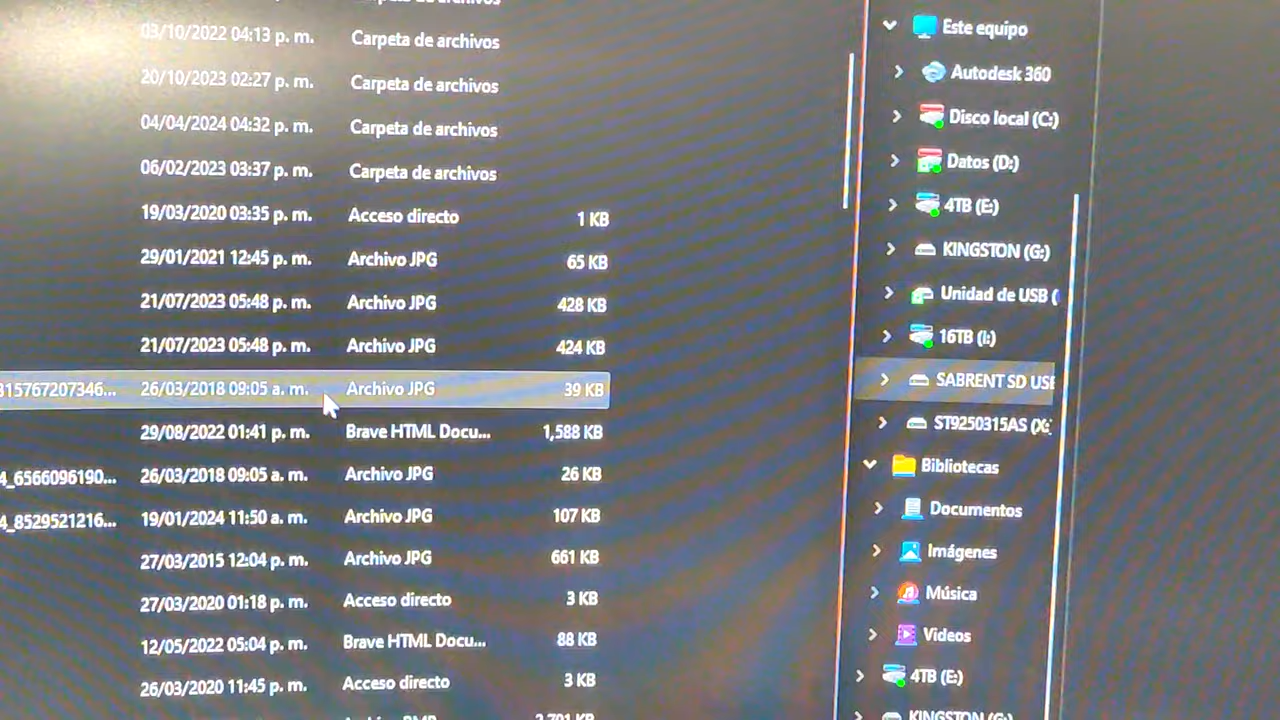 03/10/2022 04:13 p. m. Carpeta de archivos
20/10/2023 02:27 p. m. Carpeta de archivos
04/04/2024 04:32 p. m. Carpeta de archivos
06/02/2023 03:37 p. m. Carpeta de archivos
19/03/2020 03:35 p. m. Acceso directo 1 KB
29/01/2021 12:45 p. m. Archivo JPG 65 KB
21/07/2023 05:48 p. m. Archivo JPG 428 KB
21/07/2023 05:48 p. m. Archivo JPG 424 KB
315767207346... 26/03/2018 09:05 a. m. Archivo JPG 39 KB
29/08/2022 01:41 p. m. Brave HTML Docu... 1,588 KB
4_6566096190... 26/03/2018 09:05 a. m. Archivo JPG 26 KB
4_8529521216... 19/01/2024 11:50 a. m. Archivo JPG 107 KB
27/03/2015 12:04 p. m. Archivo JPG 661 KB
27/03/2020 01:18 p. m. Acceso directo 3 KB
12/05/2022 05:04 p. m. Brave HTML Docu... 88 KB
26/03/2020 11:45 p. m. Acceso directo 3 KB
Este equipo
Autodesk 360
Disco local (C:)
Datos (D:)
4TB (E:)
KINGSTON (G:)
Unidad de USB (
16TB (I:)
SABRENT SD USB
ST9250315AS (X:
Bibliotecas
Documentos
Imágenes
Música
Videos
4TB (E:)
KINGSTON (G:)